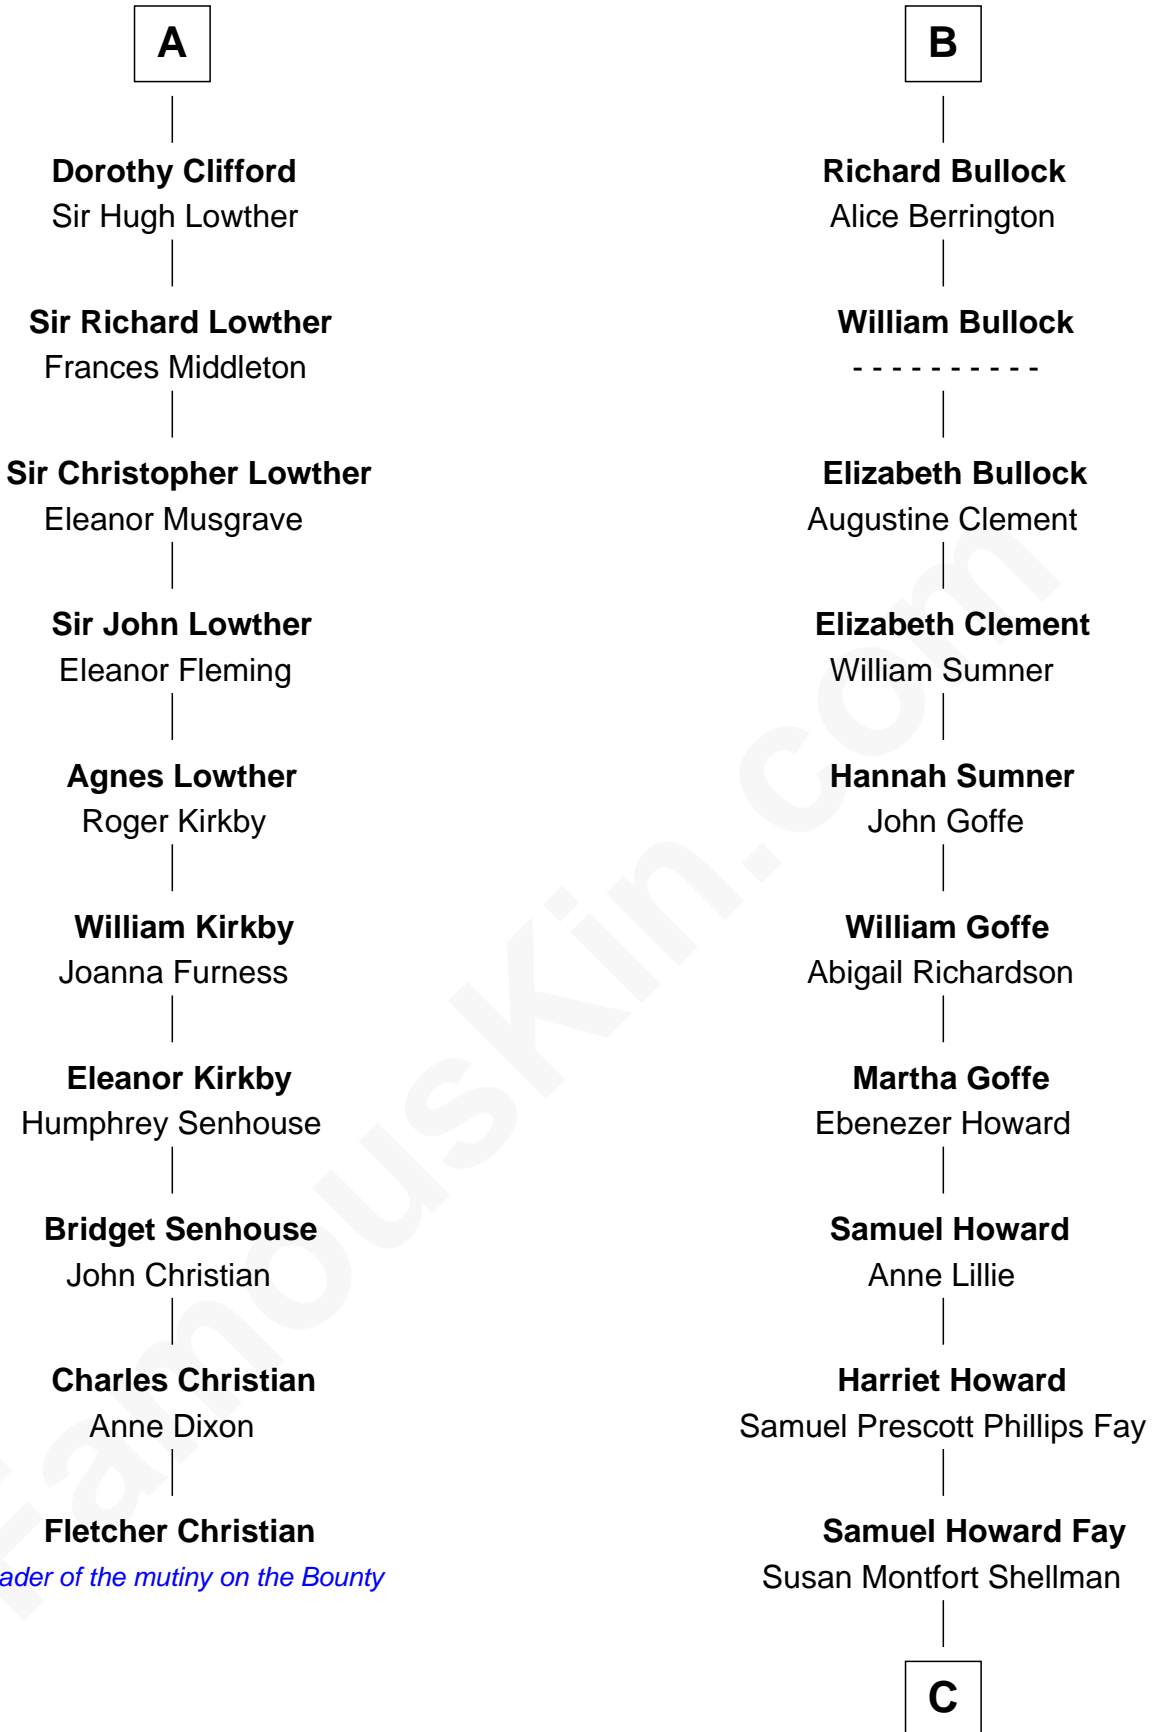 A
Dorothy Clifford
Sir Hugh Lowther
Sir Richard Lowther
Frances Middleton
Sir Christopher Lowther
Eleanor Musgrave
Sir John Lowther
Eleanor Fleming
Agnes Lowther
Roger Kirkby
William Kirkby
Joanna Furness
Eleanor Kirkby
Humphrey Senhouse
Bridget Senhouse
John Christian
Charles Christian
Anne Dixon
Fletcher Christian
ader of the mutiny on the Bounty
B
Richard Bullock
Alice Berrington
William Bullock
- - - - - - - - - -
Elizabeth Bullock
Augustine Clement
Elizabeth Clement
William Sumner
Hannah Sumner
John Goffe
William Goffe
Abigail Richardson
Martha Goffe
Ebenezer Howard
Samuel Howard
Anne Lillie
Harriet Howard
Samuel Prescott Phillips Fay
Samuel Howard Fay
Susan Montfort Shellman
C
FamousKin.com